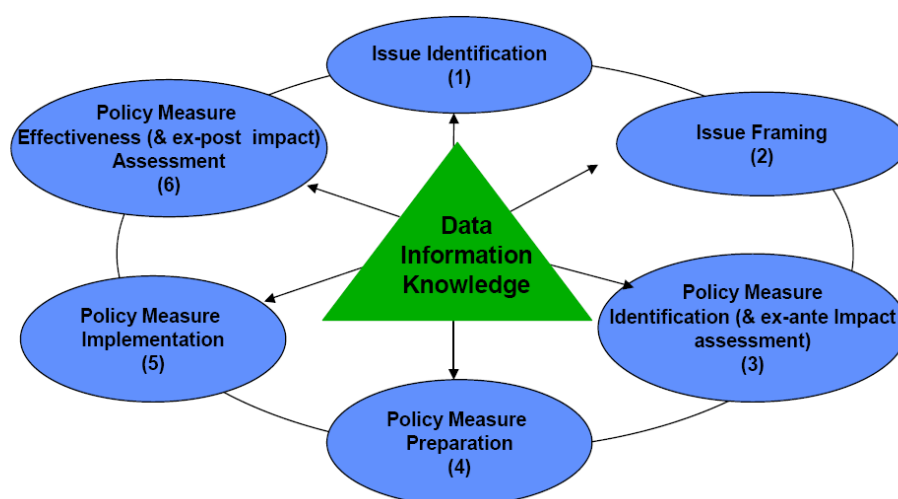 Issue Identification
(1)
Issue Framing
(2)
Policy Measure
Identification (& ex-ante Impact
assessment)
(3)
Policy Measure
Preparation
(4)
Policy Measure
Implementation
(5)
Policy Measure
Effectiveness (& ex-post impact)
Assessment
(6)
Data
Information
Knowledge